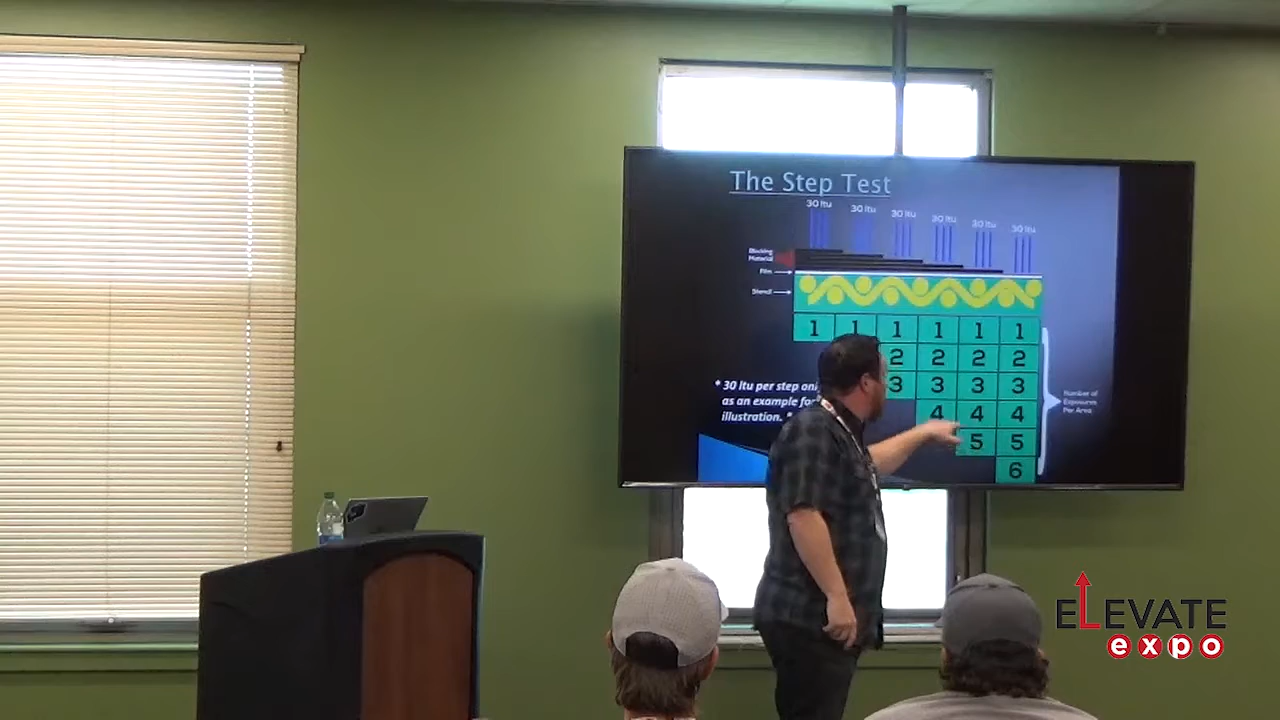 The Step Test
30 ltu 30 ltu 30 ltu 30 ltu 30 ltu 30 ltu
Blocking
Material
Film
Stencil
1 1 1 1 1 1
2 2 2
3 3 3 3
4 4 4
5 5
6
* 30 ltu per step onl
as an example for
illustration. *
Number of
Exposures
Per Area
ELEVATE
expo